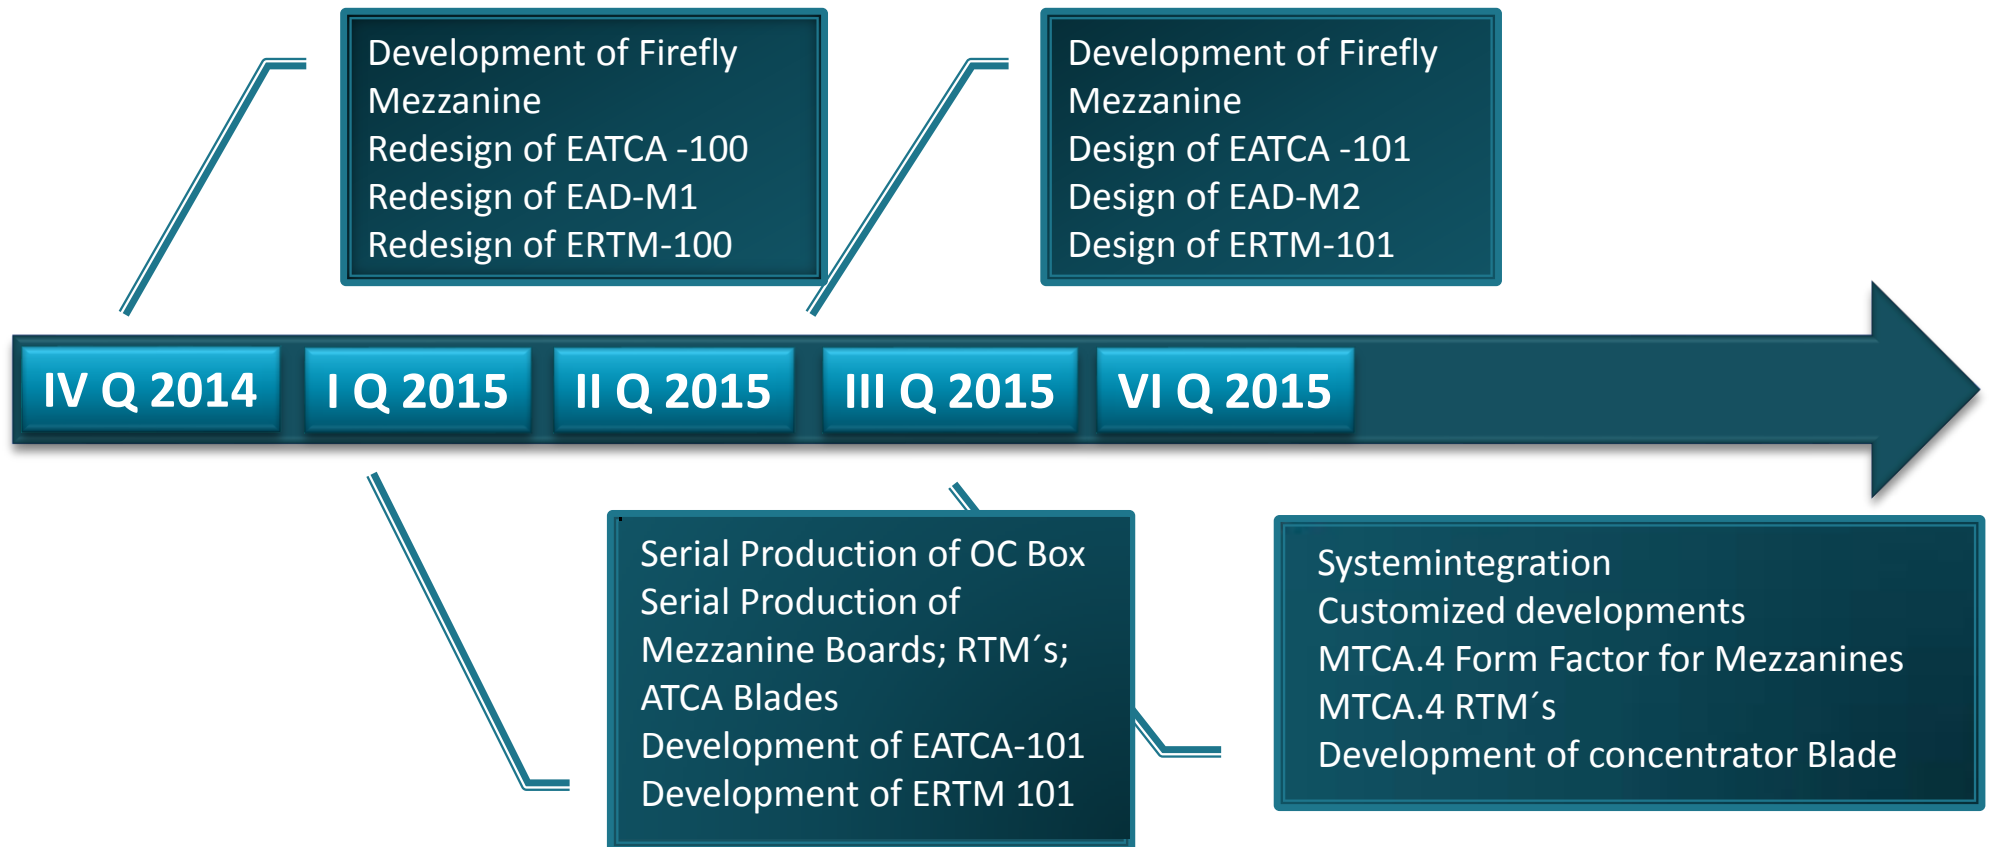 Development of Firefly
Mezzanine
Redesign of EATCA -100
Redesign of EAD-M1
Redesign of ERTM-100
Development of Firefly
Mezzanine
Design of EATCA -101
Design of EAD-M2
Design of ERTM-101
IV Q 2014
I Q 2015
II Q 2015
III Q 2015
VI Q 2015
Serial Production of OC Box
Serial Production of
Mezzanine Boards; RTM´s;
ATCA Blades
Development of EATCA-101
Development of ERTM 101
Systemintegration
Customized developments
MTCA.4 Form Factor for Mezzanines
MTCA.4 RTM´s
Development of concentrator Blade